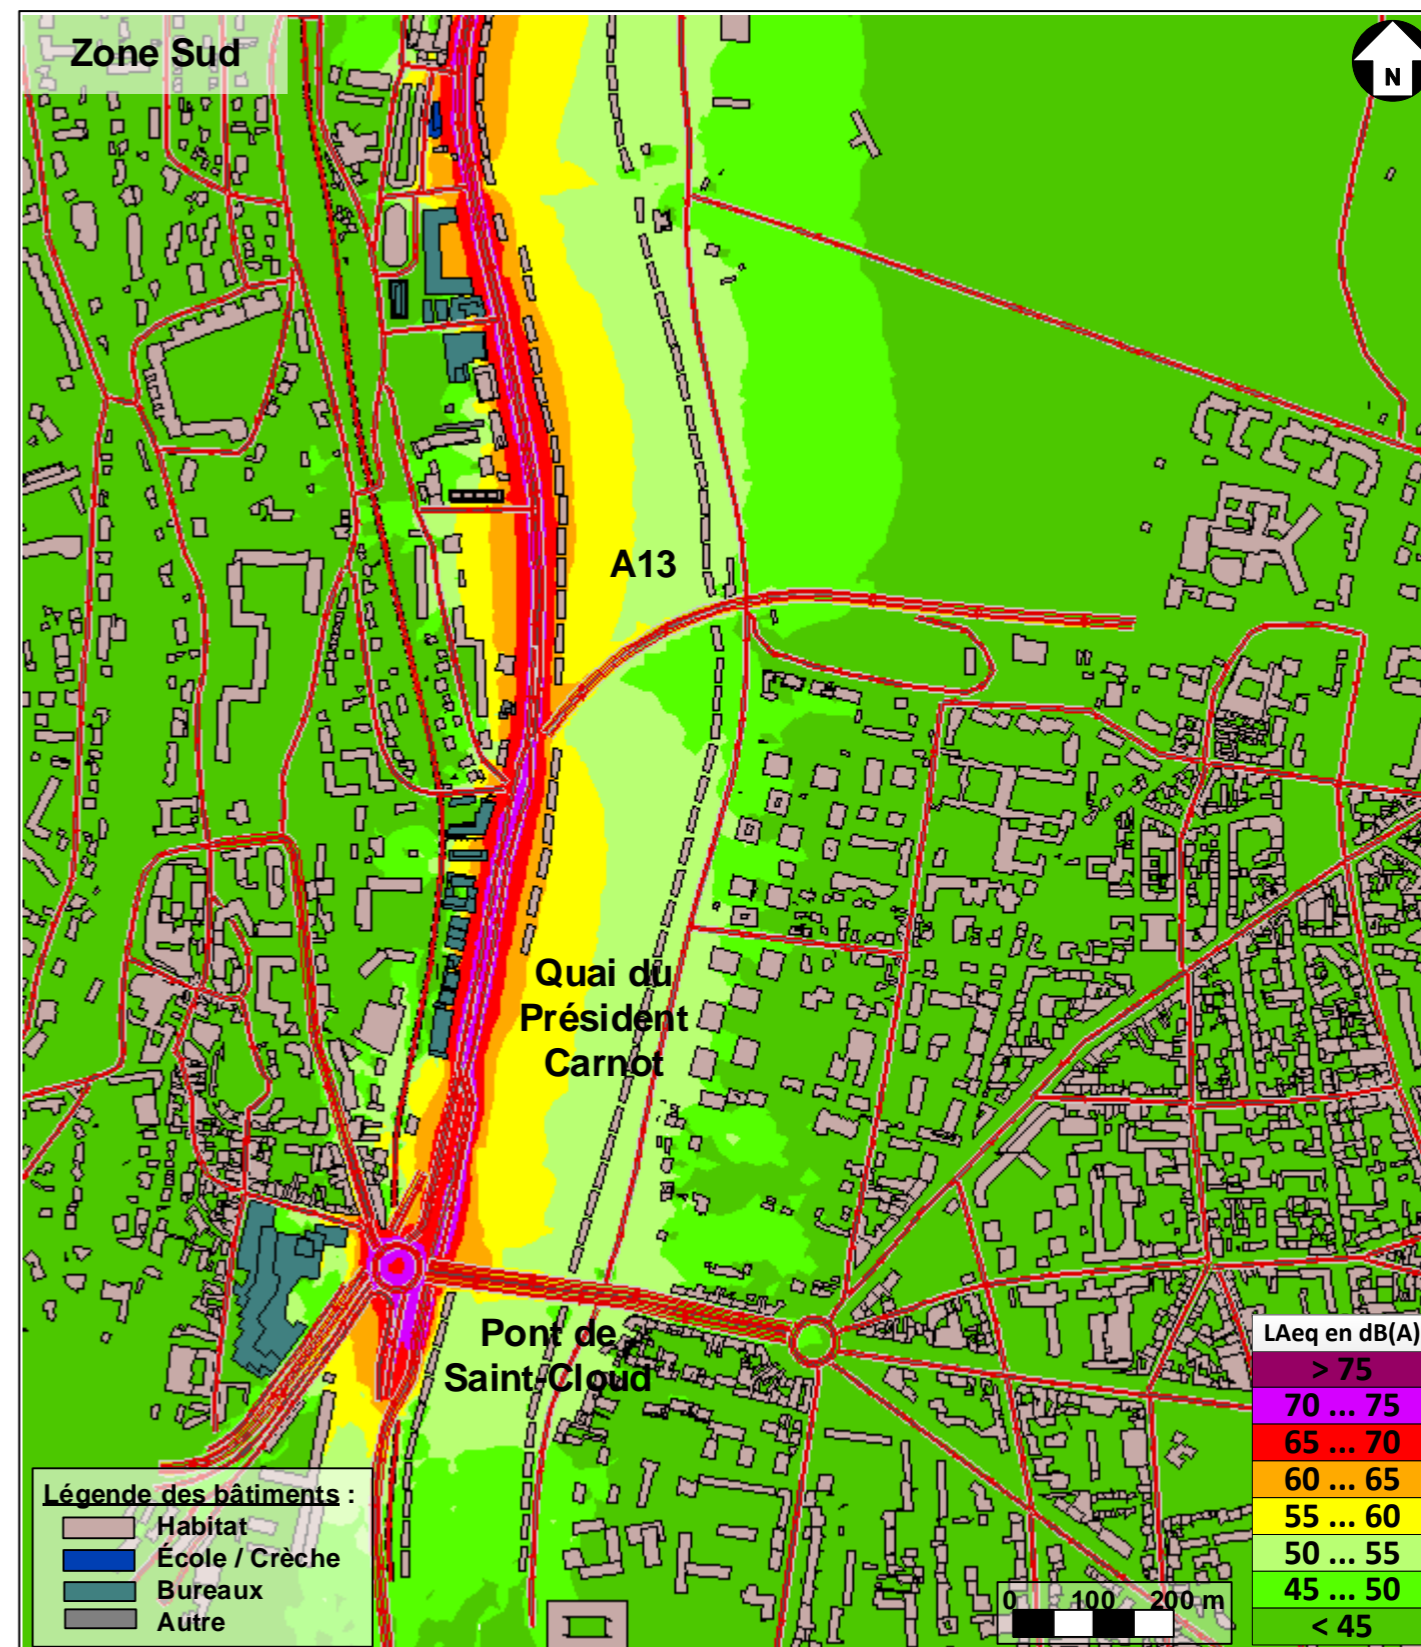 Zone Sud
N
A13
Quai du
Président
Carnot
Pont de
Saint-Cloud
LAeq en dB(A)
> 75
70 ... 75
65 ... 70
60 ... 65
55 ... 60
50 ... 55
45 ... 50
< 45
Légende des bâtiments :
Habitat
École / Crèche
Bureaux
Autre
0 100 200 m